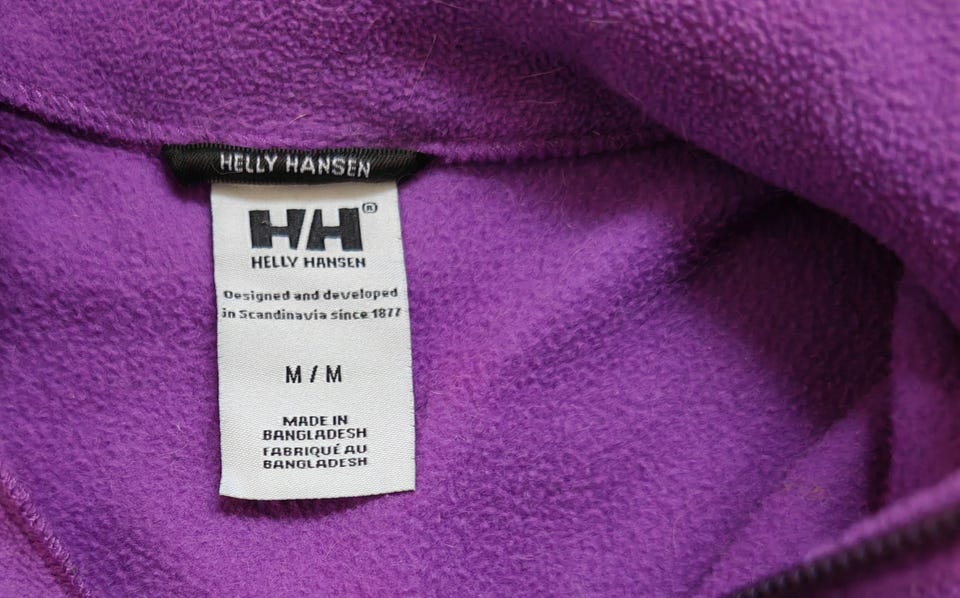 HELLY HANSEN
HH®
HELLY HANSEN
Designed and developed
in Scandinavia since 1877
M / M
MADE IN
BANGLADESH
FABRIQUÉ AU
BANGLADESH